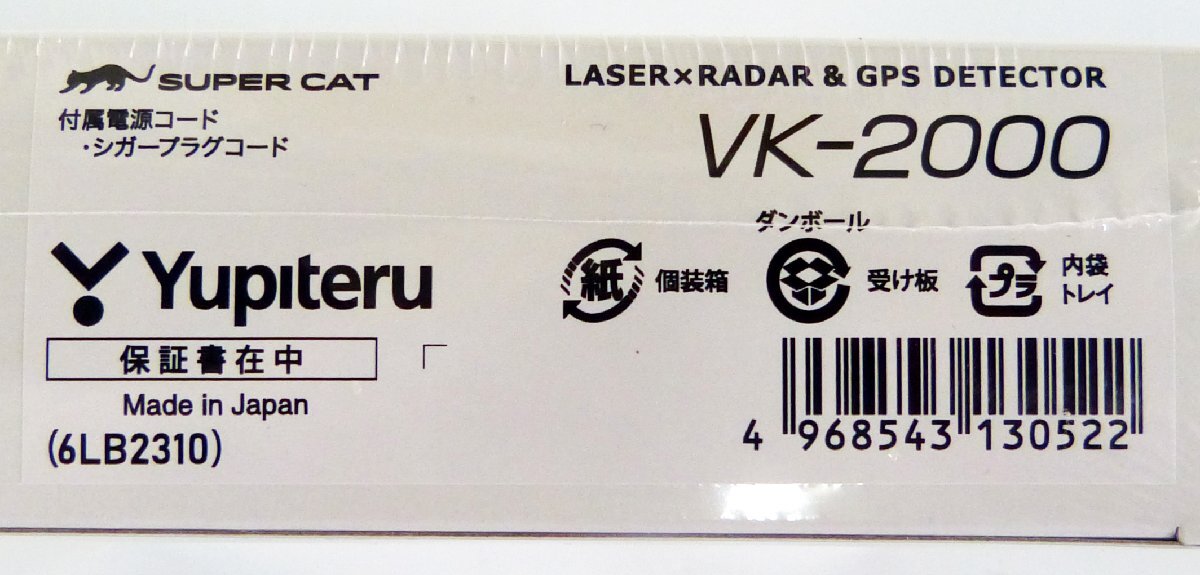 SUPER CAT
付属電源コード
・シガープラグコード
LASER×RADAR & GPS DETECTOR
VK-2000
Yupiteru
保証書在中
Made in Japan
(6LB2310)
紙 個装箱
ダンボール
受け板
プラ
内袋
トレイ
4 968543 130522